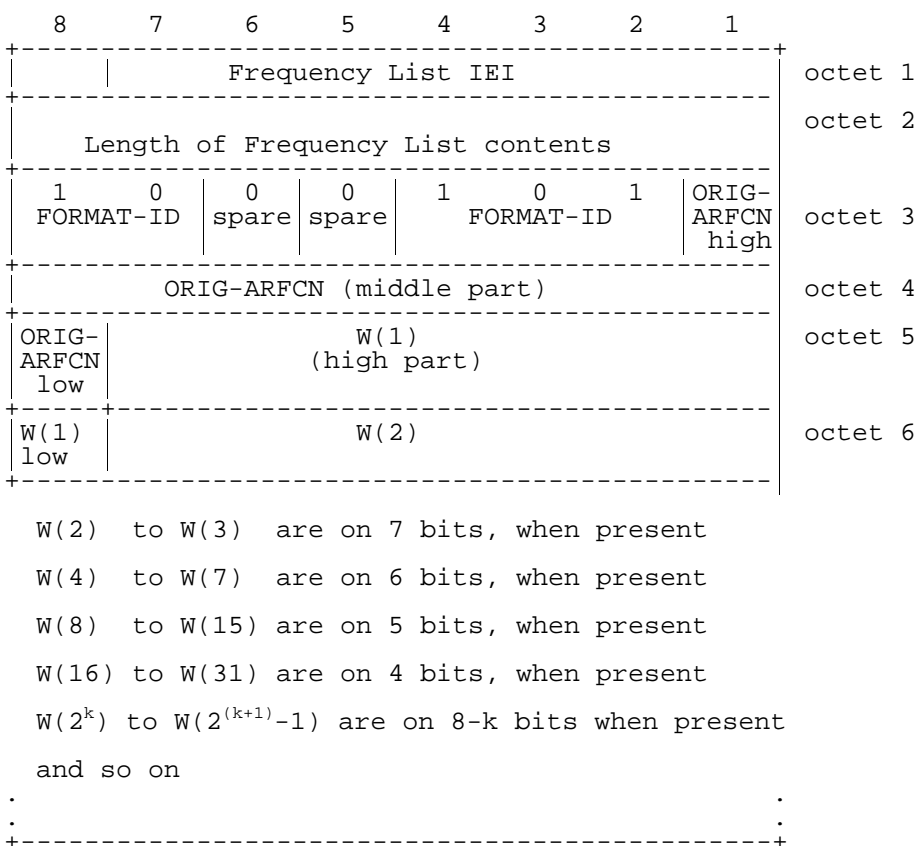 8 7 6 5 4 3 2 1
+-----------------------------------------------+
Frequency List IEI octet 1
+-----------------------------------------------
octet 2
Length of Frequency List contents
+-----------------------------------------------
1 0 0 0 1 0 1 ORIG-
FORMAT-ID spare spare FORMAT-ID ARFCN octet 3
high
+-----------------------------------------------
ORIG-ARFCN (middle part) octet 4
+-----------------------------------------------
ORIG- W(1) octet 5
ARFCN (high part)
low
+-----+-----------------------------------------
W(1) W(2) octet 6
low
+-----------------------------------------------
W(2) to W(3) are on 7 bits, when present
W(4) to W(7) are on 6 bits, when present
W(8) to W(15) are on 5 bits, when present
W(16) to W(31) are on 4 bits, when present
W(2^k) to W(2^(k+1)-1) are on 8-k bits when present
and so on
. .
. .
+-----------------------------------------------+